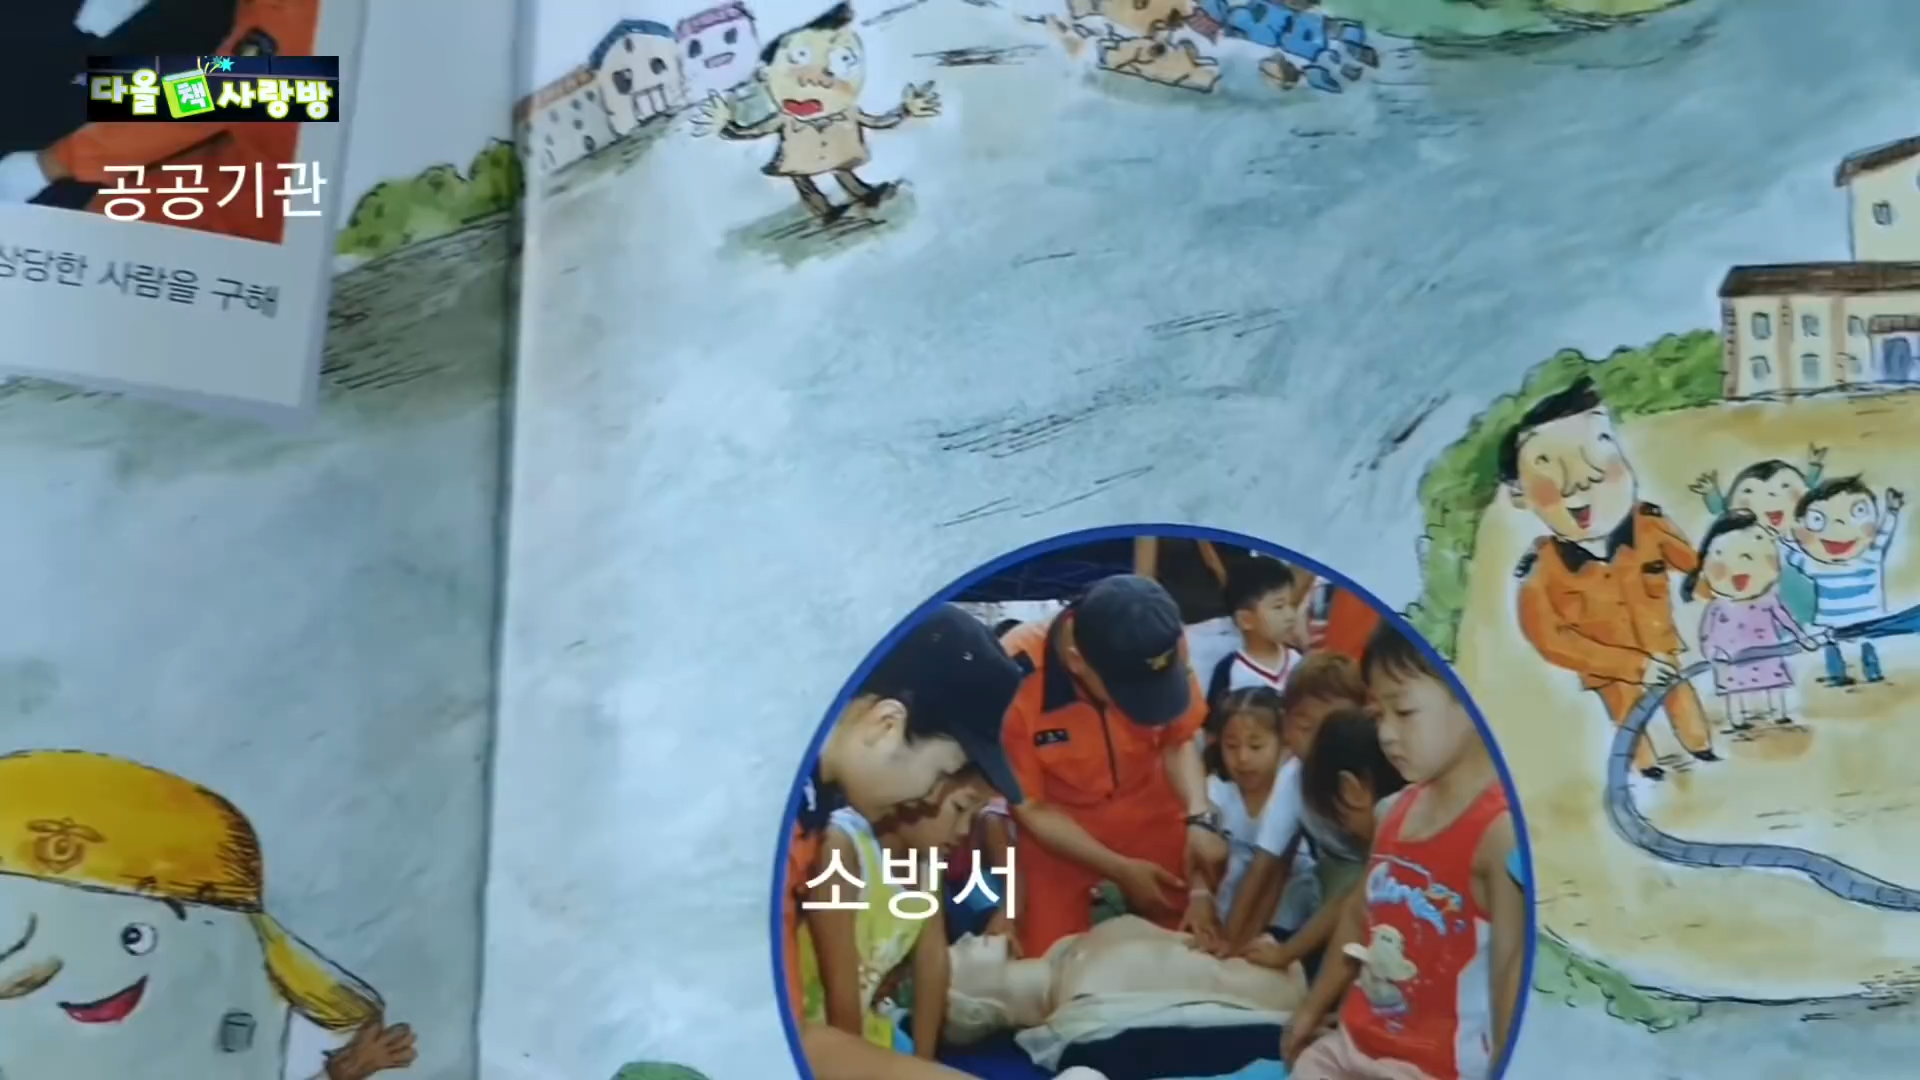 다올 책 사랑방
공공기관
상당한 사람을 구해
소방서